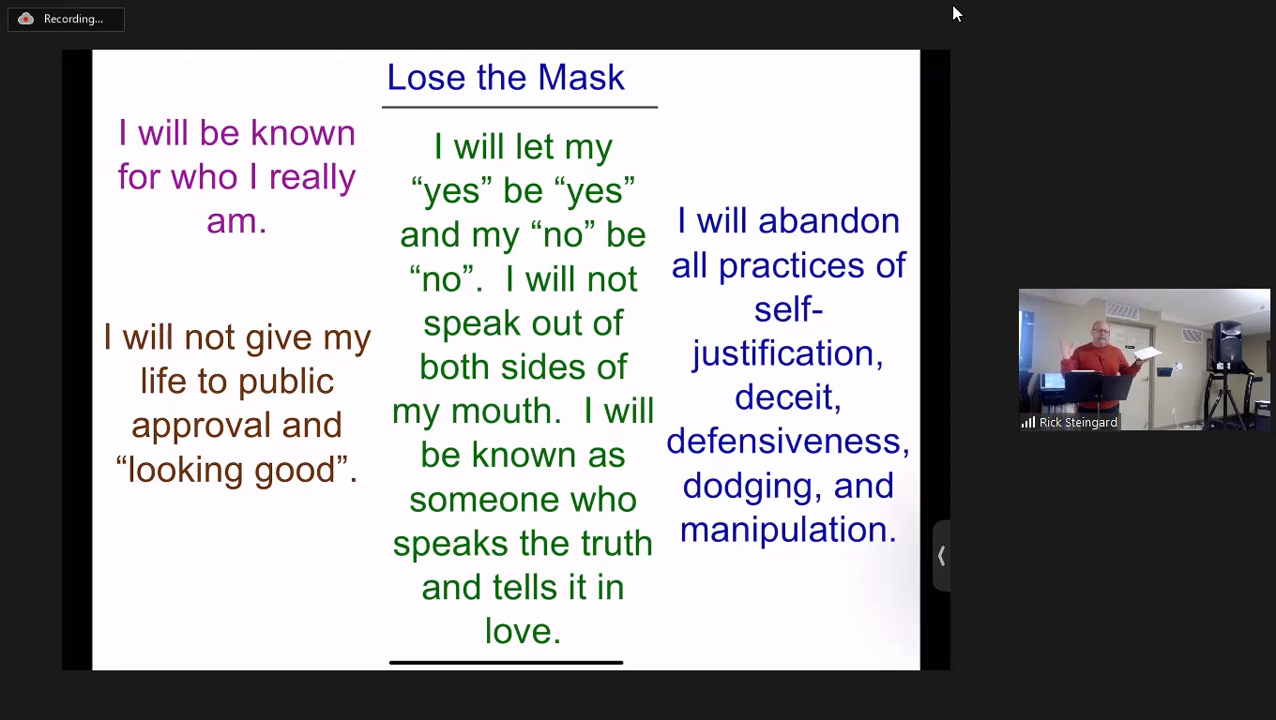 Recording...
Lose the Mask
I will be known
for who I really
am.
I will not give my
life to public
approval and
“looking good”.
I will let my
“yes” be “yes”
and my “no” be
“no”.  I will not
speak out of
both sides of
my mouth.  I will
be known as
someone who
speaks the truth
and tells it in
love.
I will abandon
all practices of
self-
justification,
deceit,
defensiveness,
dodging, and
manipulation.
Rick Steingard